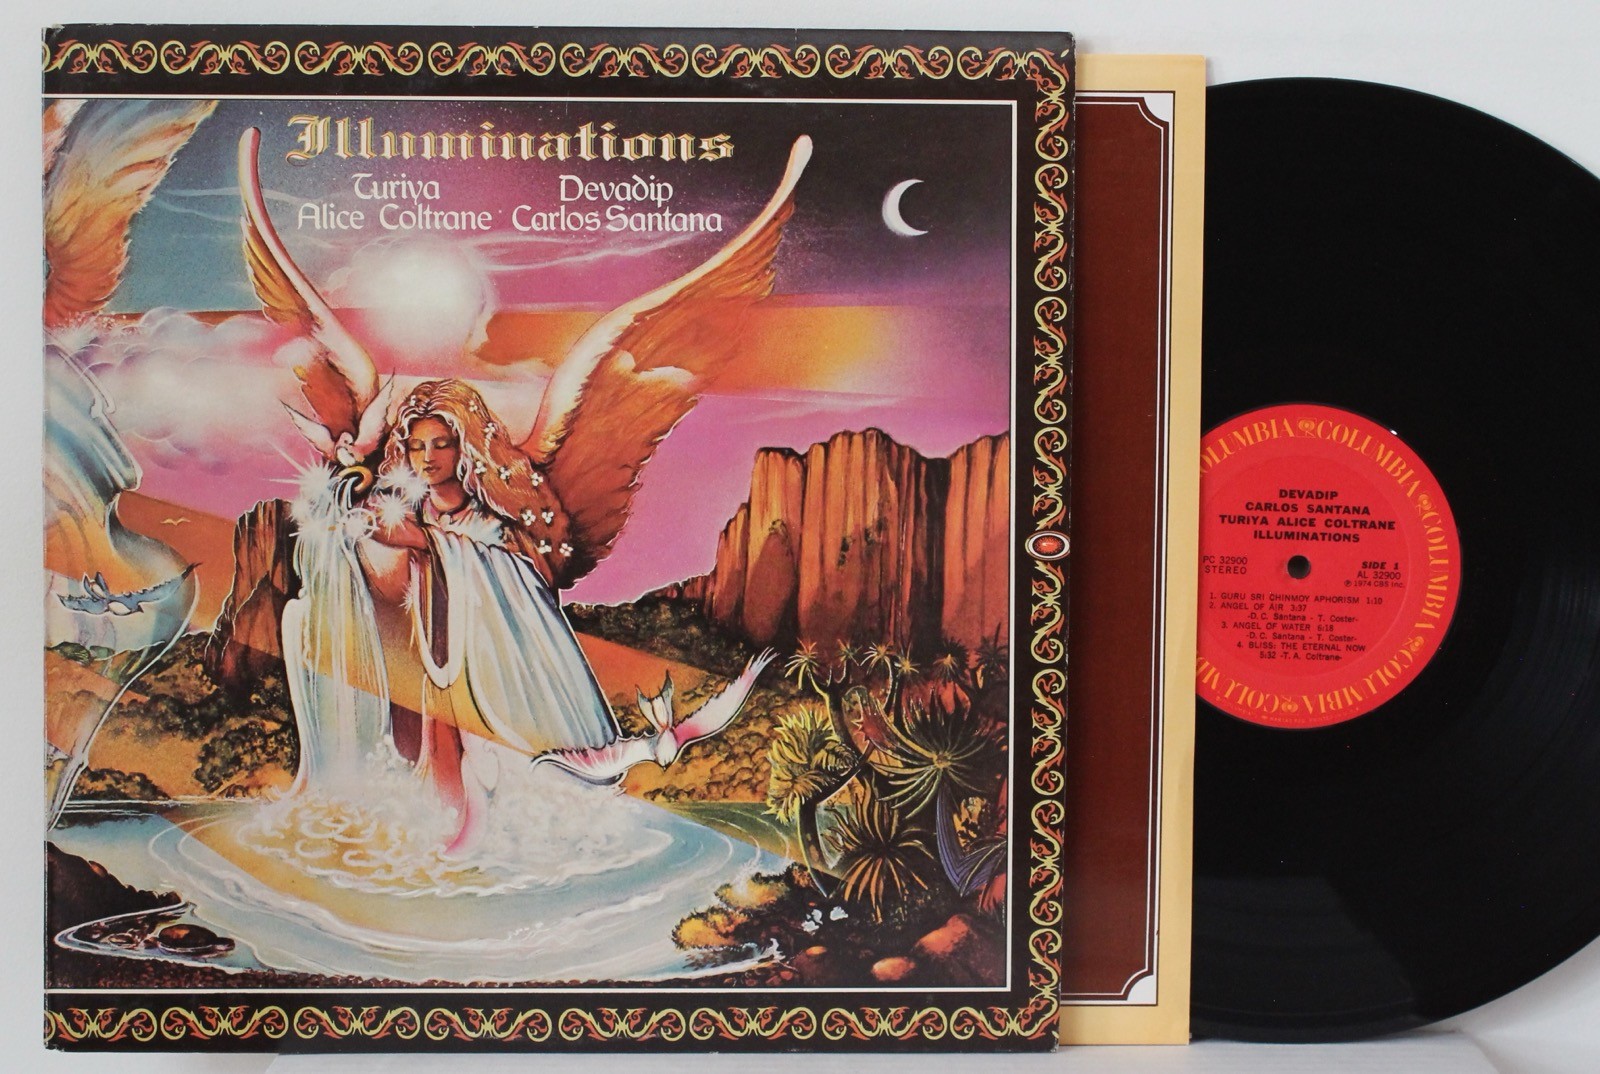 Illuminations
Turiya Devadip
Alice Coltrane Carlos Santana
COLUMBIA COLUMBIA COLUMBIA COLUMBIA COLUMBIA
DEVADIP
CARLOS SANTANA
TURIYA ALICE COLTRANE
ILLUMINATIONS
PC 32900
STEREO
SIDE 1
AL 32900
℗ 1974 CBS Inc.
1. GURU SRI CHINMOY APHORISM 1:10
2. ANGEL OF AIR 3:37
-D. C. Santana - T. Coster-
3. ANGEL OF WATER 6:18
-D. C. Santana - T. Coster-
4. BLISS: THE ETERNAL NOW
5:32 -T. A. Coltrane-